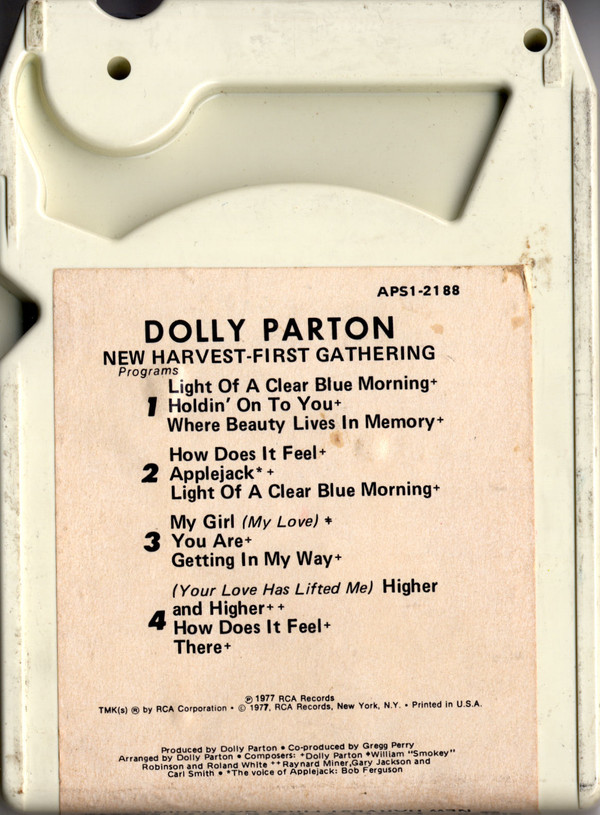 APS1-2188
DOLLY PARTON
NEW HARVEST-FIRST GATHERING
Programs
1
Light Of A Clear Blue Morning+
Holdin' On To You+
Where Beauty Lives In Memory+
2
How Does It Feel+
Applejack*+
Light Of A Clear Blue Morning+
3
My Girl (My Love) *
You Are+
Getting In My Way+
4
(Your Love Has Lifted Me) Higher
and Higher++
How Does It Feel+
There+
℗ 1977 RCA Records
TMK(s) ® by RCA Corporation • © 1977, RCA Records, New York, N.Y. • Printed in U.S.A.
Produced by Dolly Parton • Co-produced by Gregg Perry
Arranged by Dolly Parton • Composers: +Dolly Parton *William "Smokey"
Robinson and Roland White ++Raynard Miner,Gary Jackson and
Carl Smith • *The voice of Applejack: Bob Ferguson